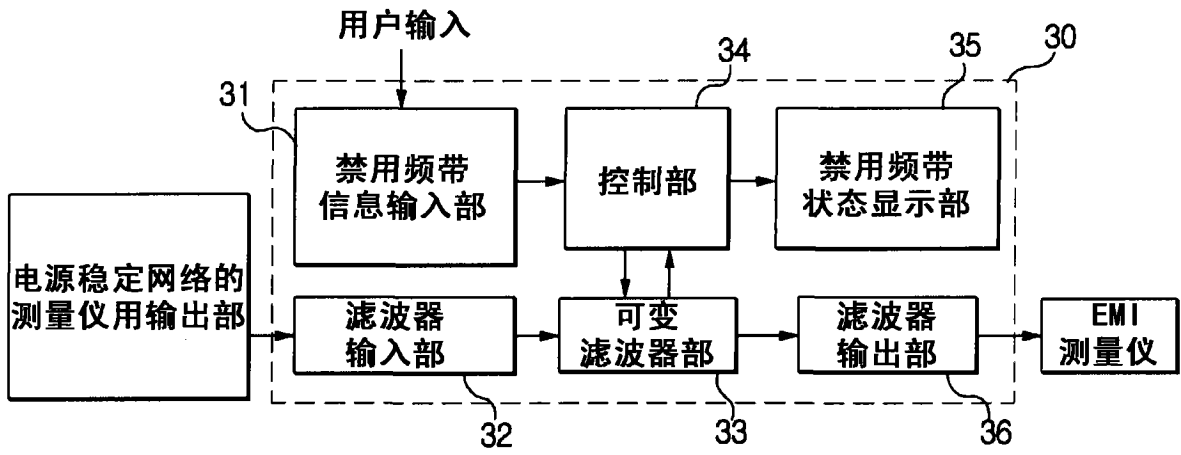 用户输入
34
35
30
31
禁用频带
信息输入部
控制部
禁用频带
状态显示部
电源稳定网络的
测量仪用输出部
滤波器
输入部
可变
滤波器部
滤波器
输出部
EMI
测量仪
32
33
36